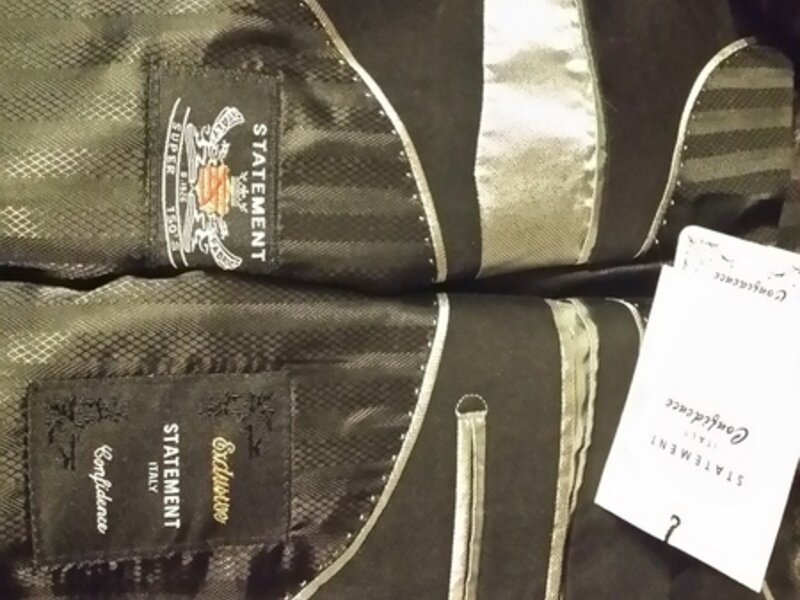 STATEMENT
SUPER 150'S
Exclusive
STATEMENT
ITALY
Confidence
Confidence
STATEMENT
ITALY
Confidence